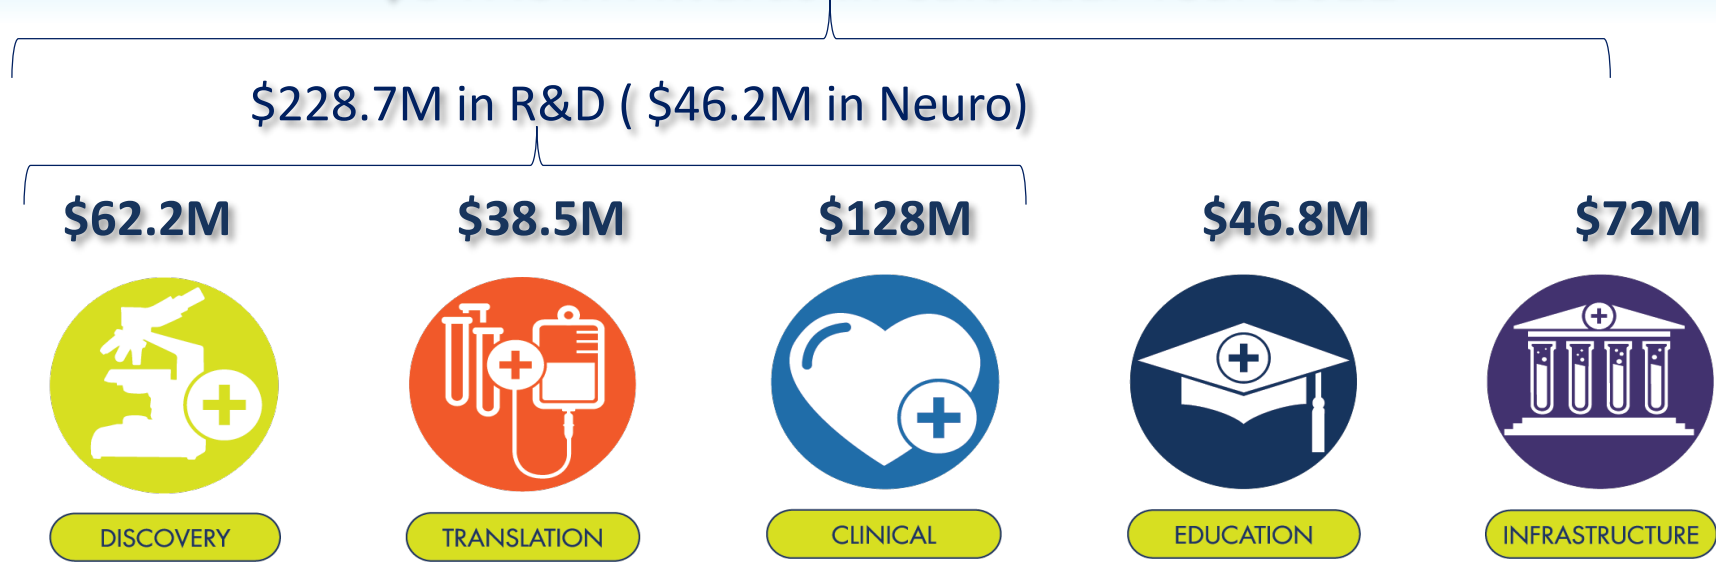 $228.7M in R&D ( $46.2M in Neuro)
$62.2M $38.5M $128M $46.8M $72M
DISCOVERY TRANSLATION CLINICAL EDUCATION INFRASTRUCTURE